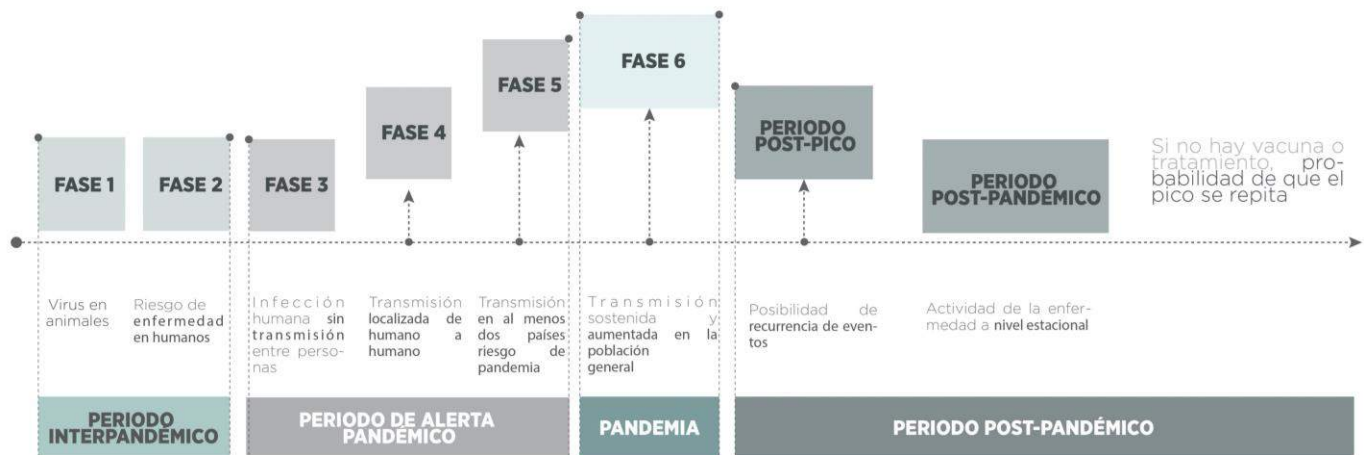 FASE 1
FASE 2
FASE 3
FASE 4
FASE 5
FASE 6
PERIODO
POST-PICO
PERIODO
POST-PANDÉMICO
Si no hay vacuna o
tratamiento, pro-
babilidad de que el
pico se repita
Virus en
animales
Riesgo de
enfermedad
en humanos
Infección
humana sin
transmisión
entre perso-
nas
Transmisión
localizada de
humano a
humano
Transmisión
en al menos
dos países
riesgo de
pandemia
Transmisión
sostenida y
aumentada en la
población
general
Posibilidad de
recurrencia de even-
tos
Actividad de la enfer-
medad a nivel estacional
PERIODO
INTERPANDÉMICO
PERIODO DE ALERTA
PANDÉMICO
PANDEMIA
PERIODO POST-PANDÉMICO